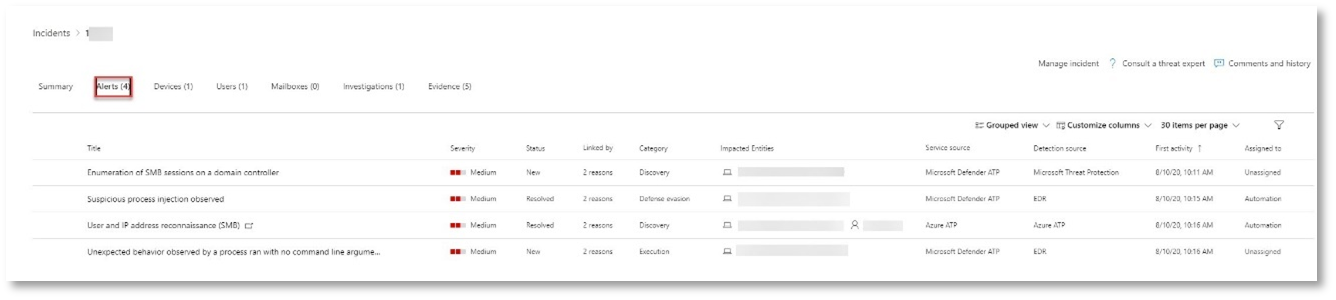 Incidents > 1
Manage incident ? Consult a threat expert Comments and history
Summary Alerts (4) Devices (1) Users (1) Mailboxes (0) Investigations (1) Evidence (5)
Grouped view Customize columns 30 items per page
Title Severity Status Linked by Category Impacted Entities Service source Detection source First activity ↑ Assigned to
Enumeration of SMB sessions on a domain controller Medium New 2 reasons Discovery Microsoft Defender ATP Microsoft Threat Protection 8/10/20, 10:11 AM Unassigned
Suspicious process injection observed Medium Resolved 2 reasons Defense evasion Microsoft Defender ATP EDR 8/10/20, 10:15 AM Automation
User and IP address reconnaissance (SMB) Medium Resolved 2 reasons Discovery Azure ATP Azure ATP 8/10/20, 10:16 AM Automation
Unexpected behavior observed by a process ran with no command line argume... Medium New 2 reasons Execution Microsoft Defender ATP EDR 8/10/20, 10:16 AM Unassigned